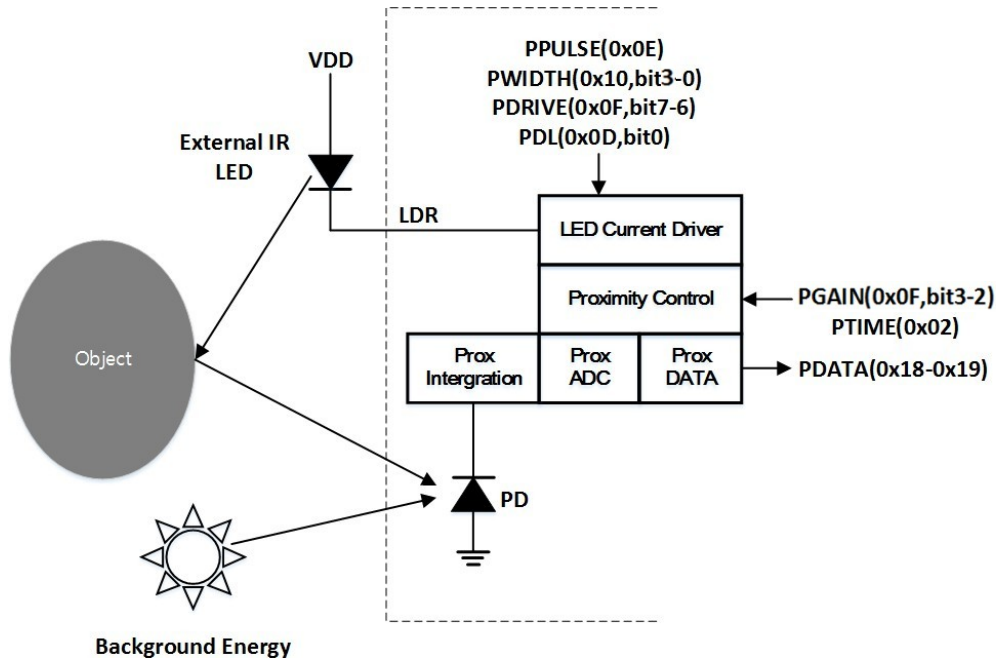 PPULSE(0x0E)
PWIDTH(0x10,bit3-0)
PDRIVE(0x0F,bit7-6)
PDL(0x0D,bit0)
VDD
External IR
LED
LDR
LED Current Driver
Proximity Control
PGAIN(0x0F,bit3-2)
PTIME(0x02)
Object
Prox
Intergration
Prox
ADC
Prox
DATA
PDATA(0x18-0x19)
PD
Background Energy